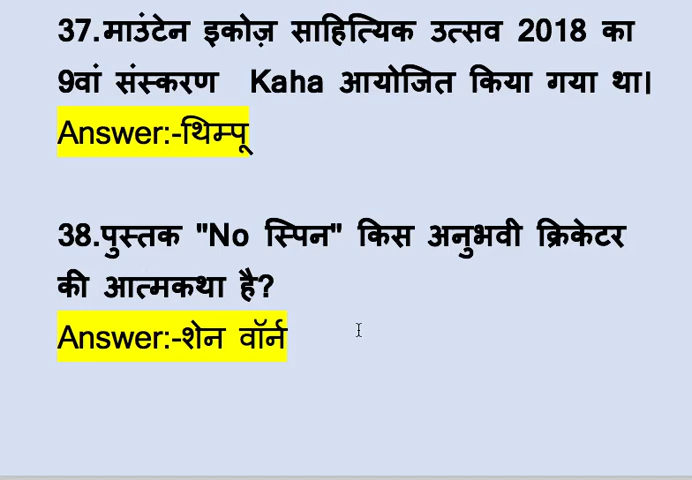 37.माउंटेन इकोज़ साहित्यिक उत्सव 2018 का
9वां संस्करण Kaha आयोजित किया गया था।
Answer:-थिम्पू
38.पुस्तक "No स्पिन" किस अनुभवी क्रिकेटर
की आत्मकथा है?
Answer:-शेन वॉर्न